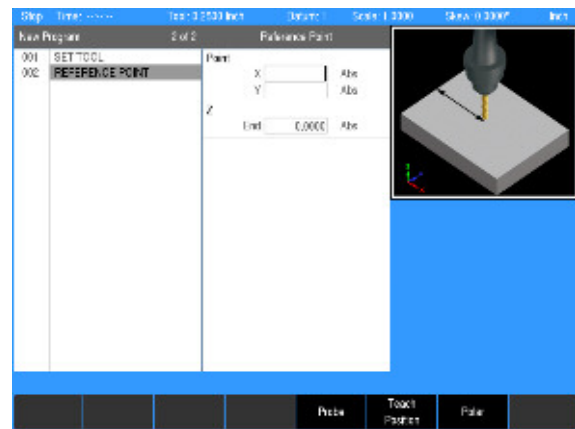 Stop Time: --:--:-- Tool: 0.2500 Inch Datum: 1 Scale: 1.0000 Skew: 0.0000° Inch
New Program 2 of 2 Reference Point
001 SET TOOL
002 REFERENCE POINT
Point
X Abs
Y Abs
Z
End 0.0000 Abs
Probe Teach Position Polar